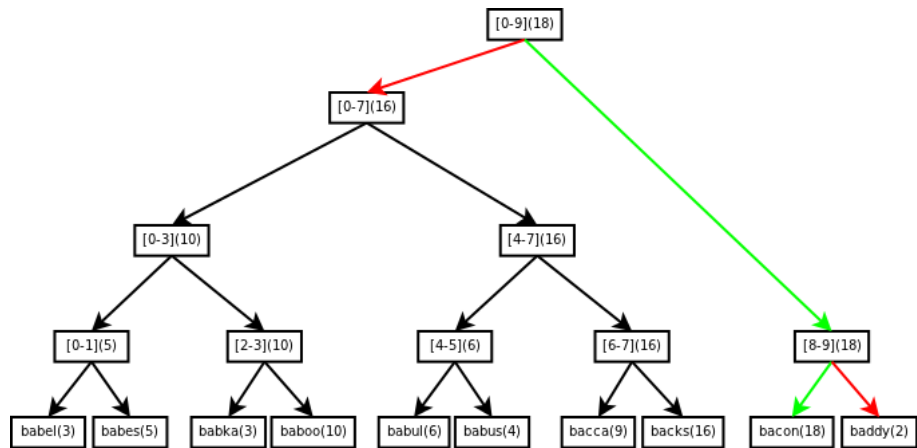 [0-9](18)
[0-7](16)
[0-3](10)
[4-7](16)
[0-1](5)
[2-3](10)
[4-5](6)
[6-7](16)
[8-9](18)
babel(3)
babes(5)
babka(3)
baboo(10)
babul(6)
babus(4)
bacca(9)
backs(16)
bacon(18)
baddy(2)